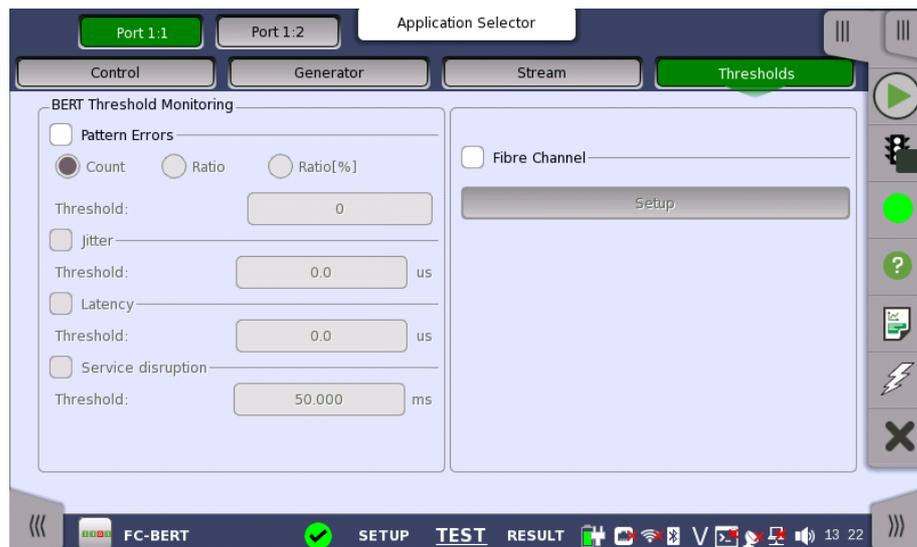 Application Selector
Port 1:1 Port 1:2
Control Generator Stream Thresholds
BERT Threshold Monitoring
Pattern Errors
Count Ratio Ratio[%]
Threshold: 0
Jitter
Threshold: 0.0 us
Latency
Threshold: 0.0 us
Service disruption
Threshold: 50.000 ms
Fibre Channel
Setup
FC-BERT SETUP TEST RESULT V 13 22